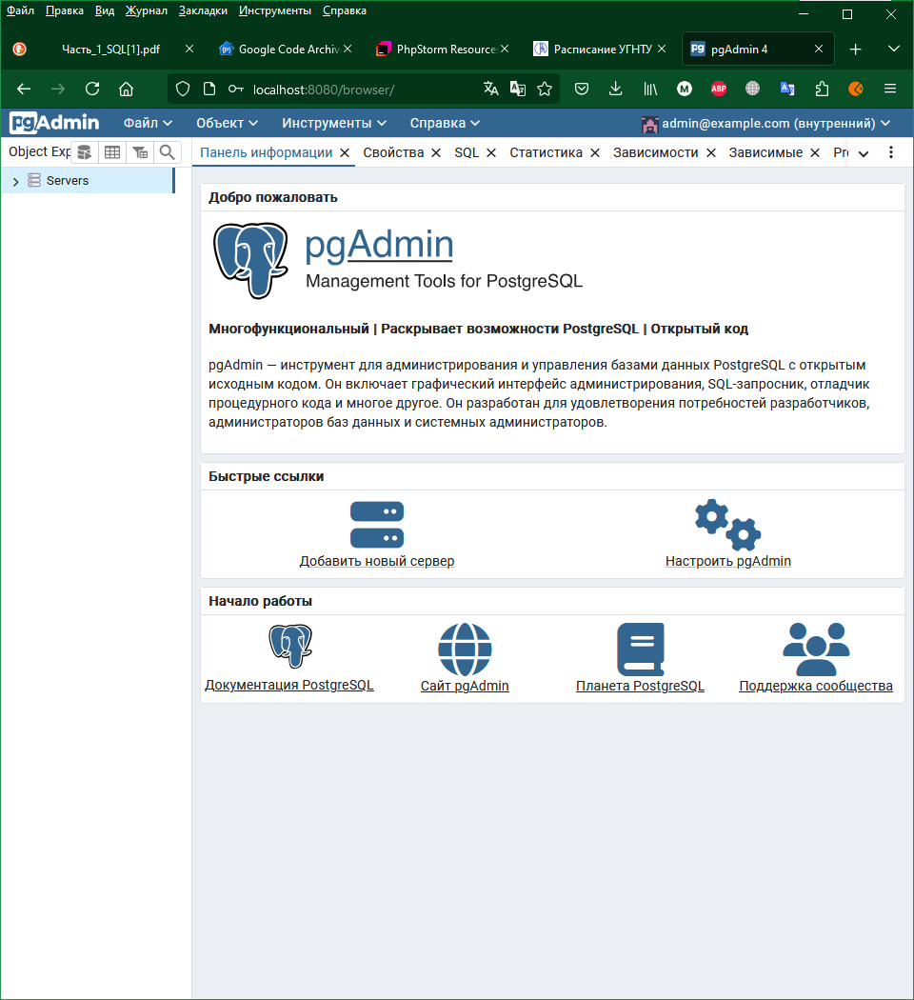 Файл Правка Вид Журнал Закладки Инструменты Справка
Часть_1_SQL[1].pdf Google Code Archiv PhpStorm Resource: Расписание УГНТУ pgAdmin 4
localhost:8080/browser/ M ABP
pgAdmin Файл Объект Инструменты Справка admin@example.com (внутренний)
Object Exp Панель информации Свойства SQL Статистика Зависимости Зависимые Pr
Servers
Добро пожаловать
pgAdmin
Management Tools for PostgreSQL
Многофункциональный | Раскрывает возможности PostgreSQL | Открытый код
pgAdmin — инструмент для администрирования и управления базами данных PostgreSQL с открытым
исходным кодом. Он включает графический интерфейс администрирования, SQL-запросник, отладчик
процедурного кода и многое другое. Он разработан для удовлетворения потребностей разработчиков,
администраторов баз данных и системных администраторов.
Быстрые ссылки
Добавить новый сервер Настроить pgAdmin
Начало работы
Документация PostgreSQL Сайт pgAdmin Планета PostgreSQL Поддержка сообщества